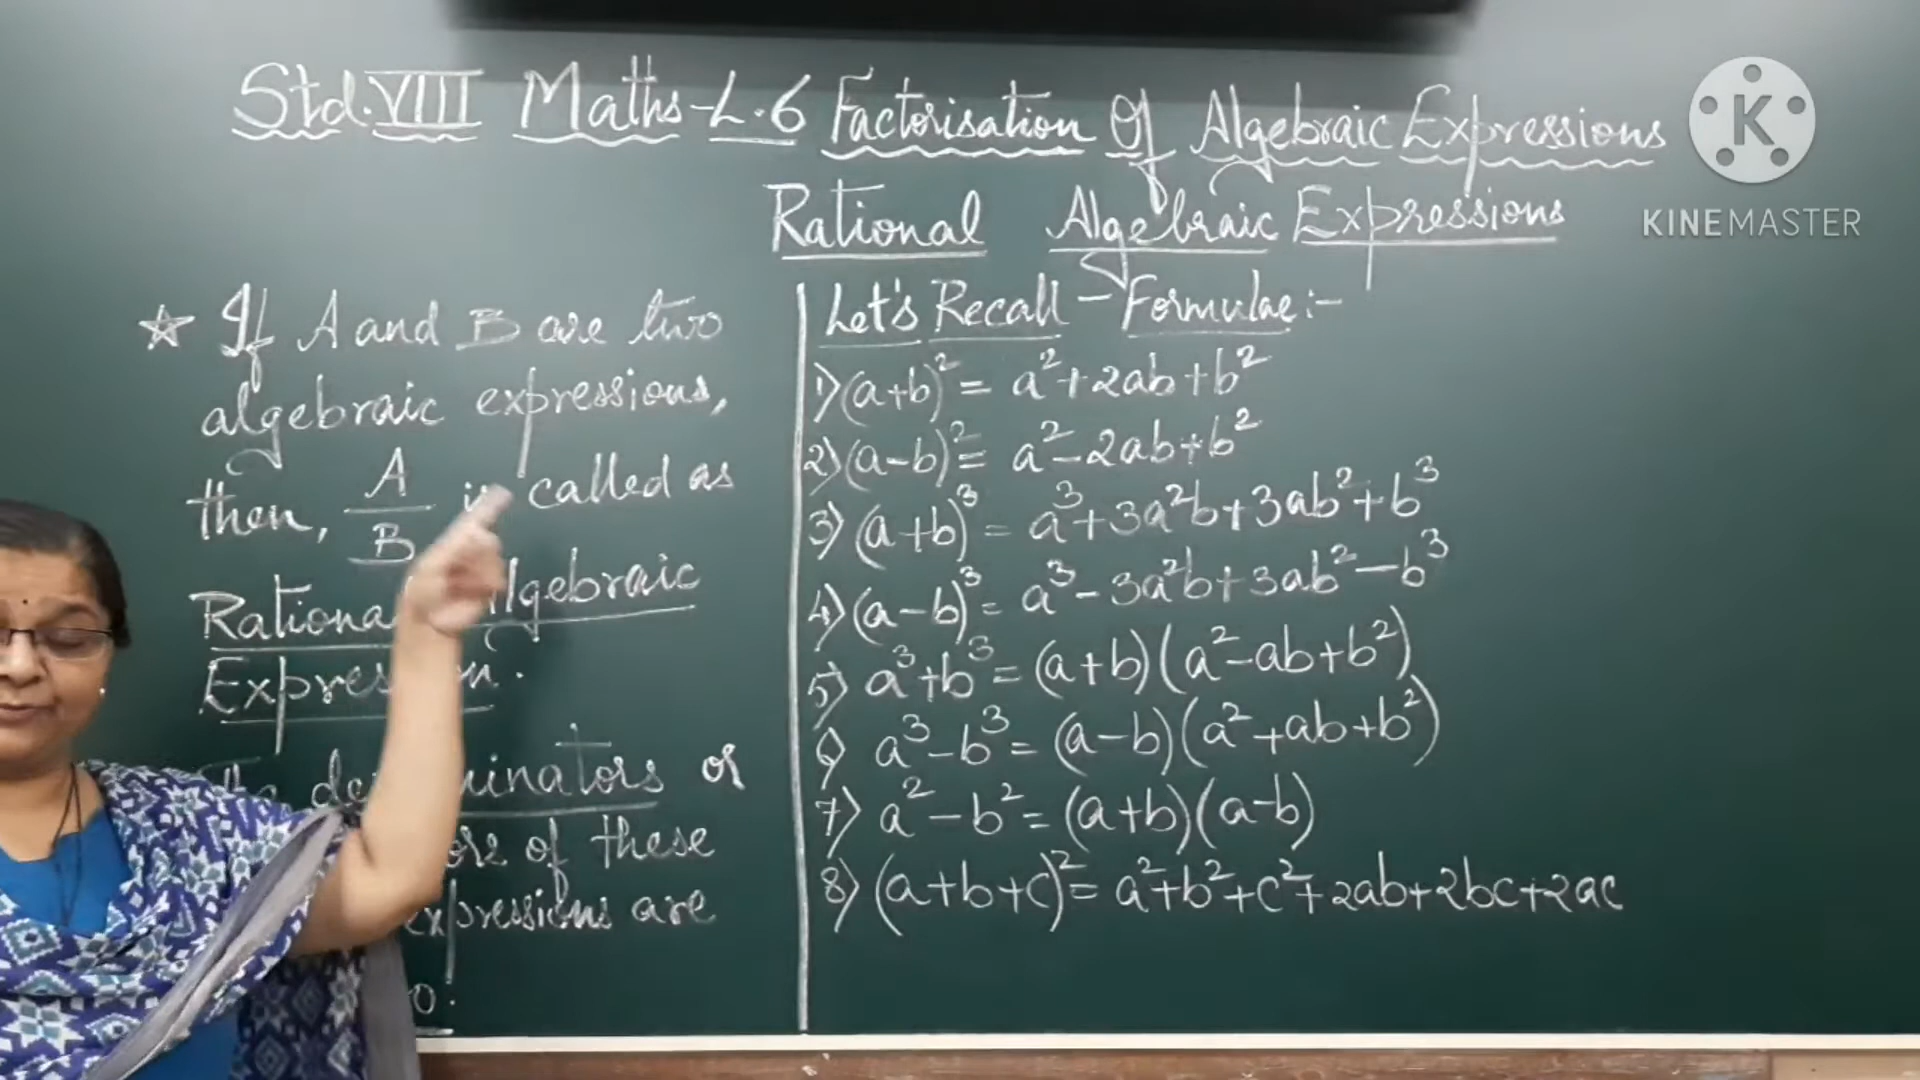 Std. VIII Maths - L. 6 Factorisation Of Algebraic Expressions
Rational Algebraic Expressions
KINEMASTER
☆ If A and B are two
algebraic expressions,
then, A/B is called as
Rational Algebraic
Expression.
or
of these
expressions are
Let's Recall - Formulae :-
1) (a+b)² = a²+2ab+b²
2) (a-b)² = a²-2ab+b²
3) (a+b)³ = a³+3a²b+3ab²+b³
4) (a-b)³ = a³-3a²b+3ab²-b³
5) a³+b³ = (a+b)(a²-ab+b²)
6) a³-b³ = (a-b)(a²+ab+b²)
7) a²-b² = (a+b)(a-b)
8) (a+b+c)² = a²+b²+c²+2ab+2bc+2ac